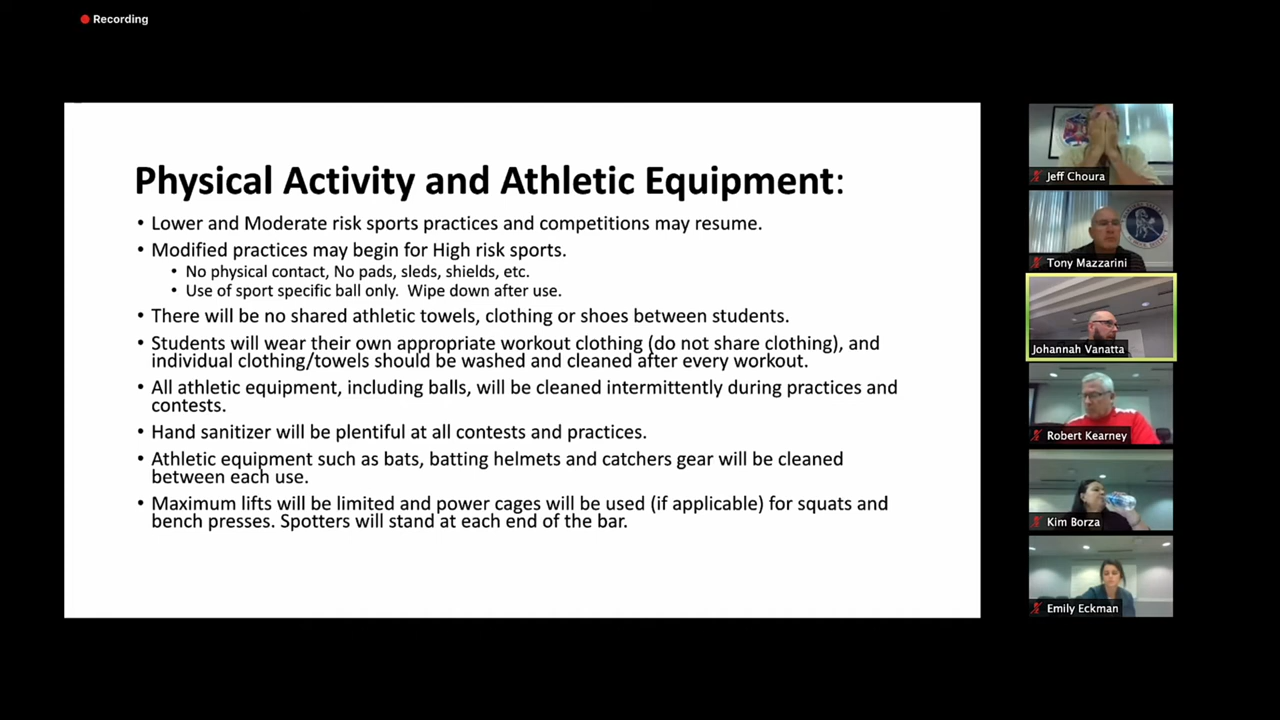 Recording
Physical Activity and Athletic Equipment:
• Lower and Moderate risk sports practices and competitions may resume.
• Modified practices may begin for High risk sports.
• No physical contact, No pads, sleds, shields, etc.
• Use of sport specific ball only.  Wipe down after use.
• There will be no shared athletic towels, clothing or shoes between students.
• Students will wear their own appropriate workout clothing (do not share clothing), and
individual clothing/towels should be washed and cleaned after every workout.
• All athletic equipment, including balls, will be cleaned intermittently during practices and
contests.
• Hand sanitizer will be plentiful at all contests and practices.
• Athletic equipment such as bats, batting helmets and catchers gear will be cleaned
between each use.
• Maximum lifts will be limited and power cages will be used (if applicable) for squats and
bench presses. Spotters will stand at each end of the bar.
Jeff Choura
Tony Mazzarini
Johannah Vanatta
Robert Kearney
Kim Borza
Emily Eckman